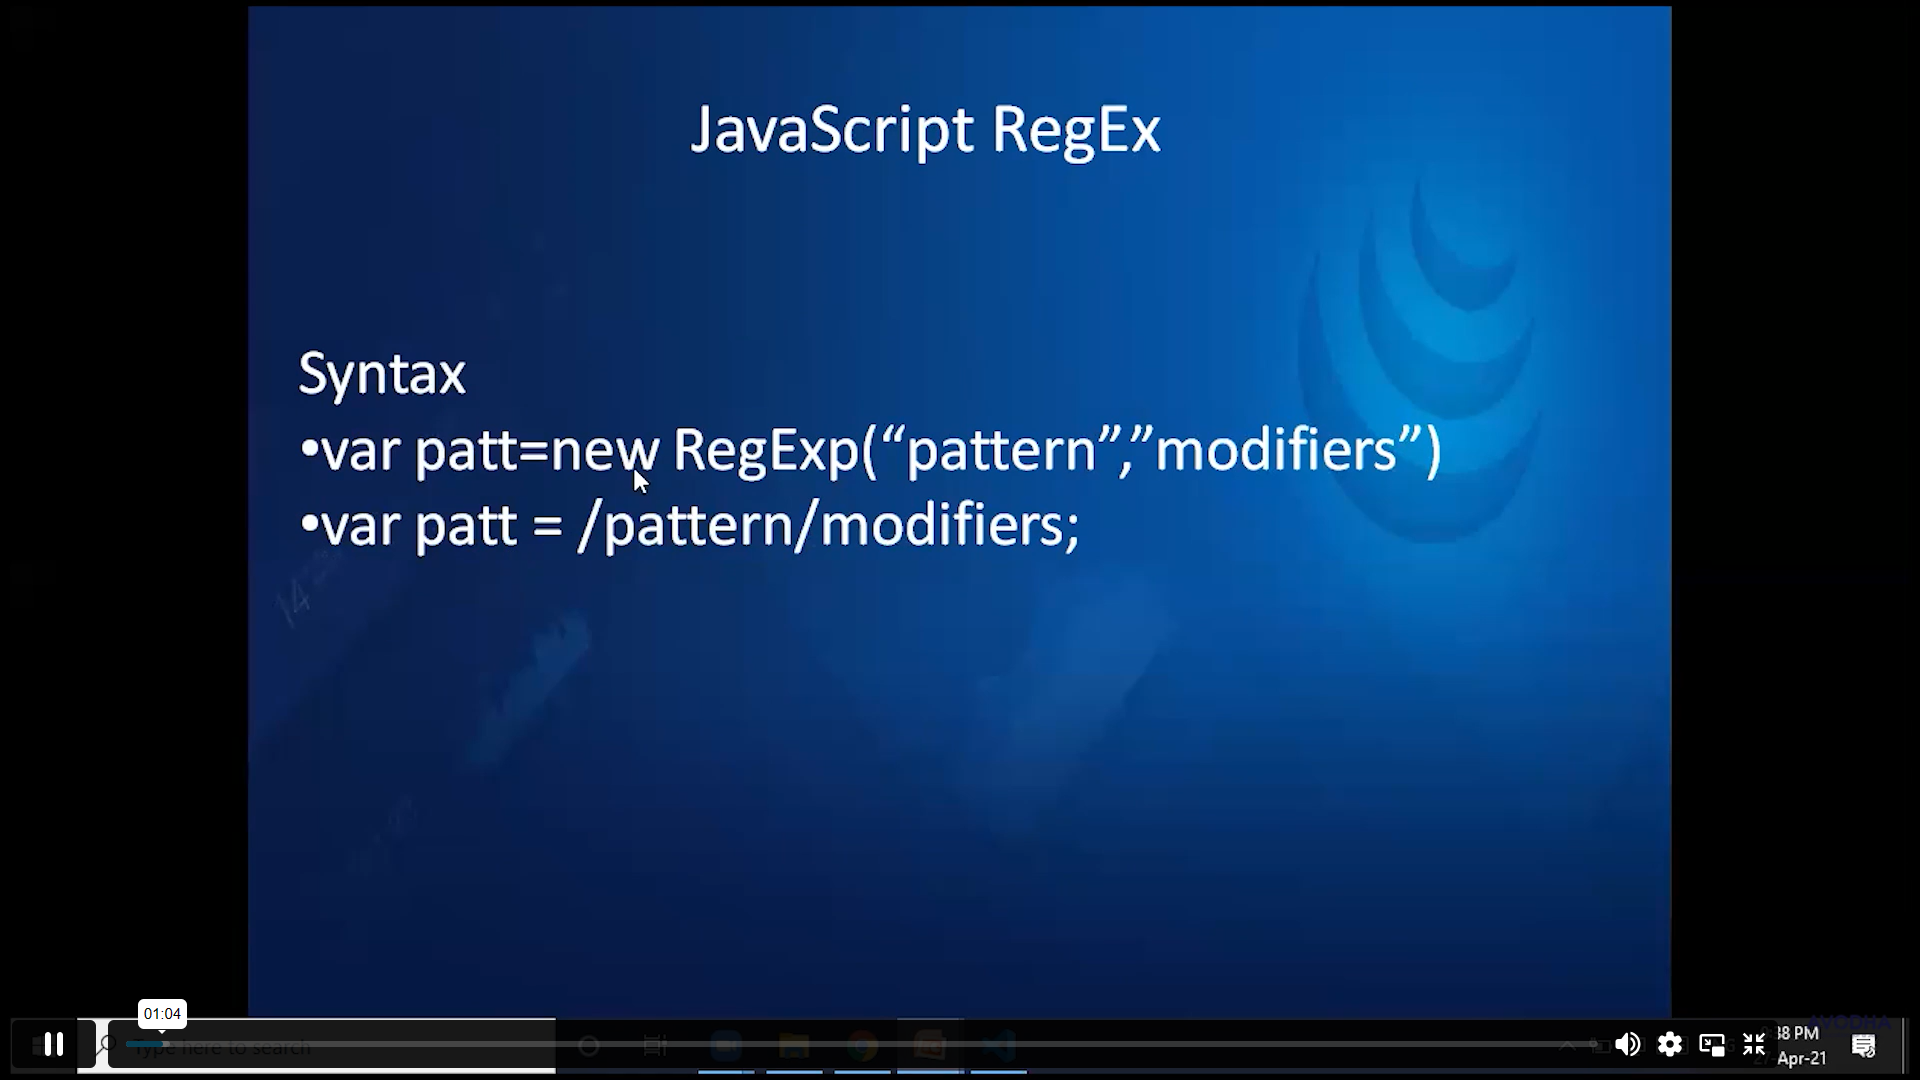 JavaScript RegEx
Syntax
•var patt=new RegExp(“pattern”,”modifiers”)
•var patt = /pattern/modifiers;
01:04
Type here to search
38 PM
-Apr-21